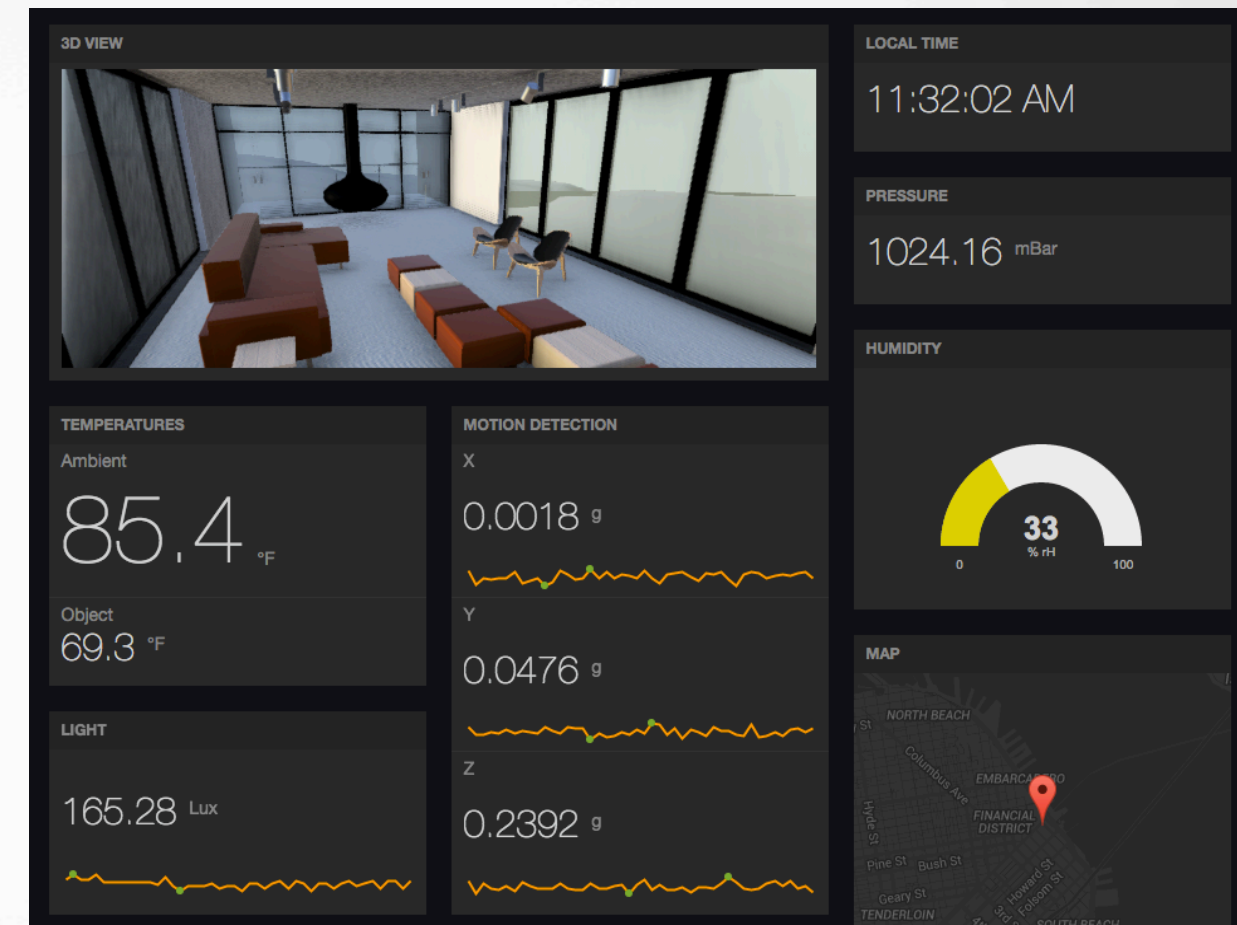 3D VIEW
LOCAL TIME
11:32:02 AM
PRESSURE
1024.16 mBar
HUMIDITY
33
% rH
0
100
TEMPERATURES
Ambient
85.4 °F
Object
69.3 °F
MOTION DETECTION
X
0.0018 g
Y
0.0476 g
Z
0.2392 g
LIGHT
165.28 Lux
MAP
NORTH BEACH
St
Columbus Ave
EMBARCADERO
Hyde St
FINANCIAL
DISTRICT
Pine St
Bush St
Geary St
Howard St
Folsom St
3rd St
TENDERLOIN
SOUTH BEACH